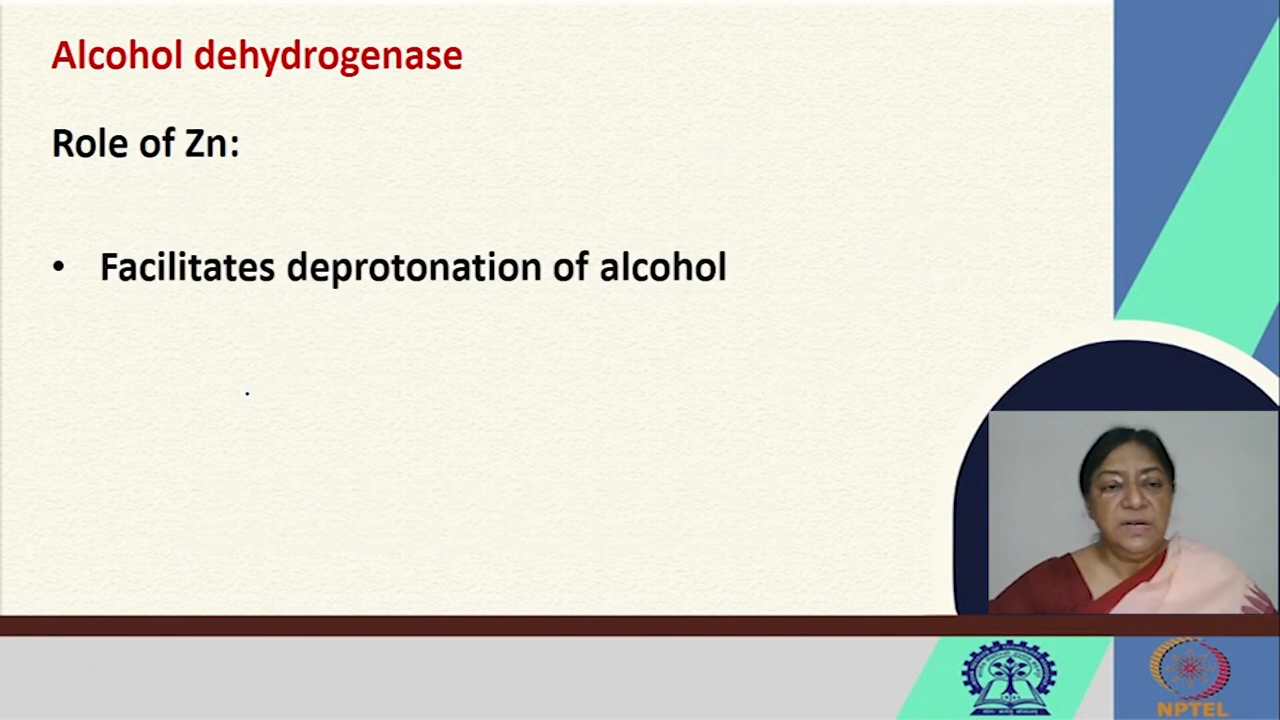 Alcohol dehydrogenase
Role of Zn:
• Facilitates deprotonation of alcohol
NPTEL